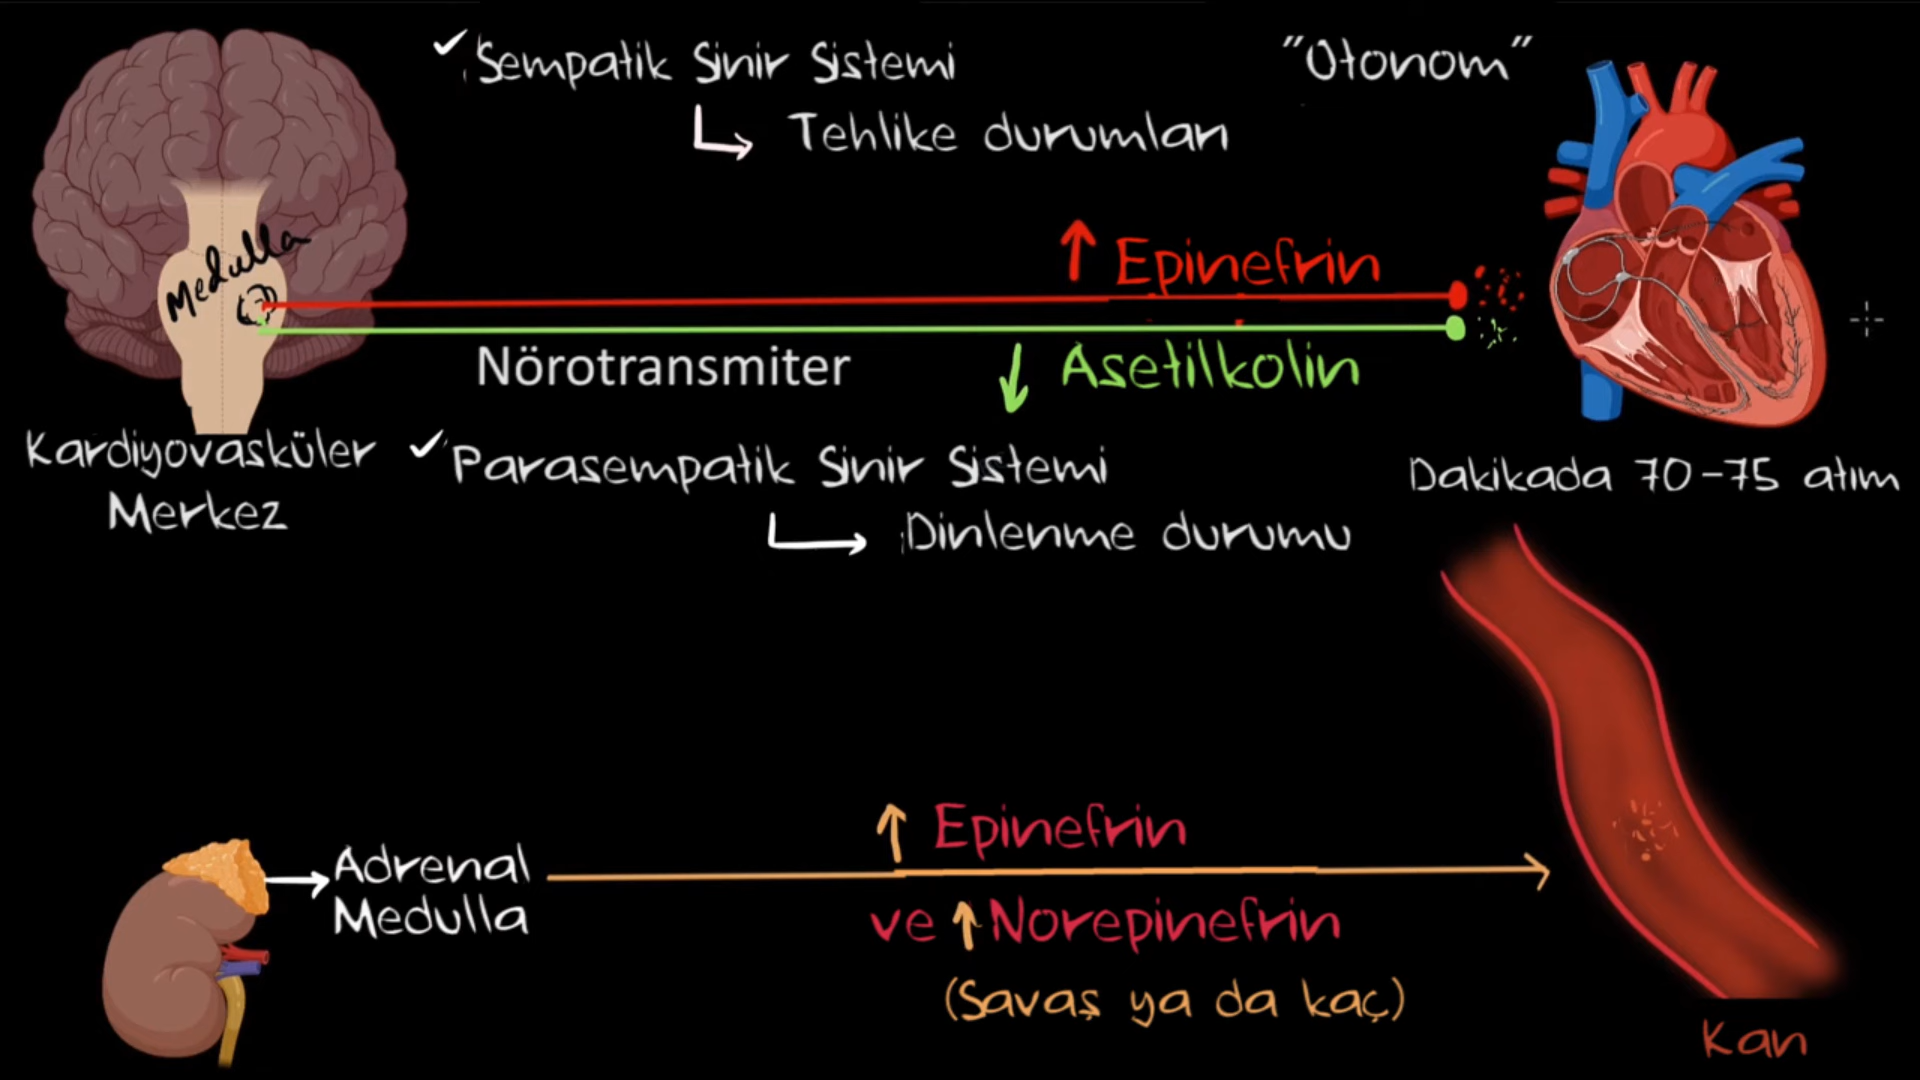 ✓ Sempatik Sinir Sistemi
"Otonom"
Tehlike durumları
Medulla
↑ Epinefrin
Nörotransmiter
↓ Asetilkolin
Kardiyovasküler
Merkez
✓ Parasempatik Sinir Sistemi
Dakikada 70-75 atım
Dinlenme durumu
↑ Epinefrin
Adrenal
Medulla
ve ↑ Norepinefrin
(Savaş ya da kaç)
Kan